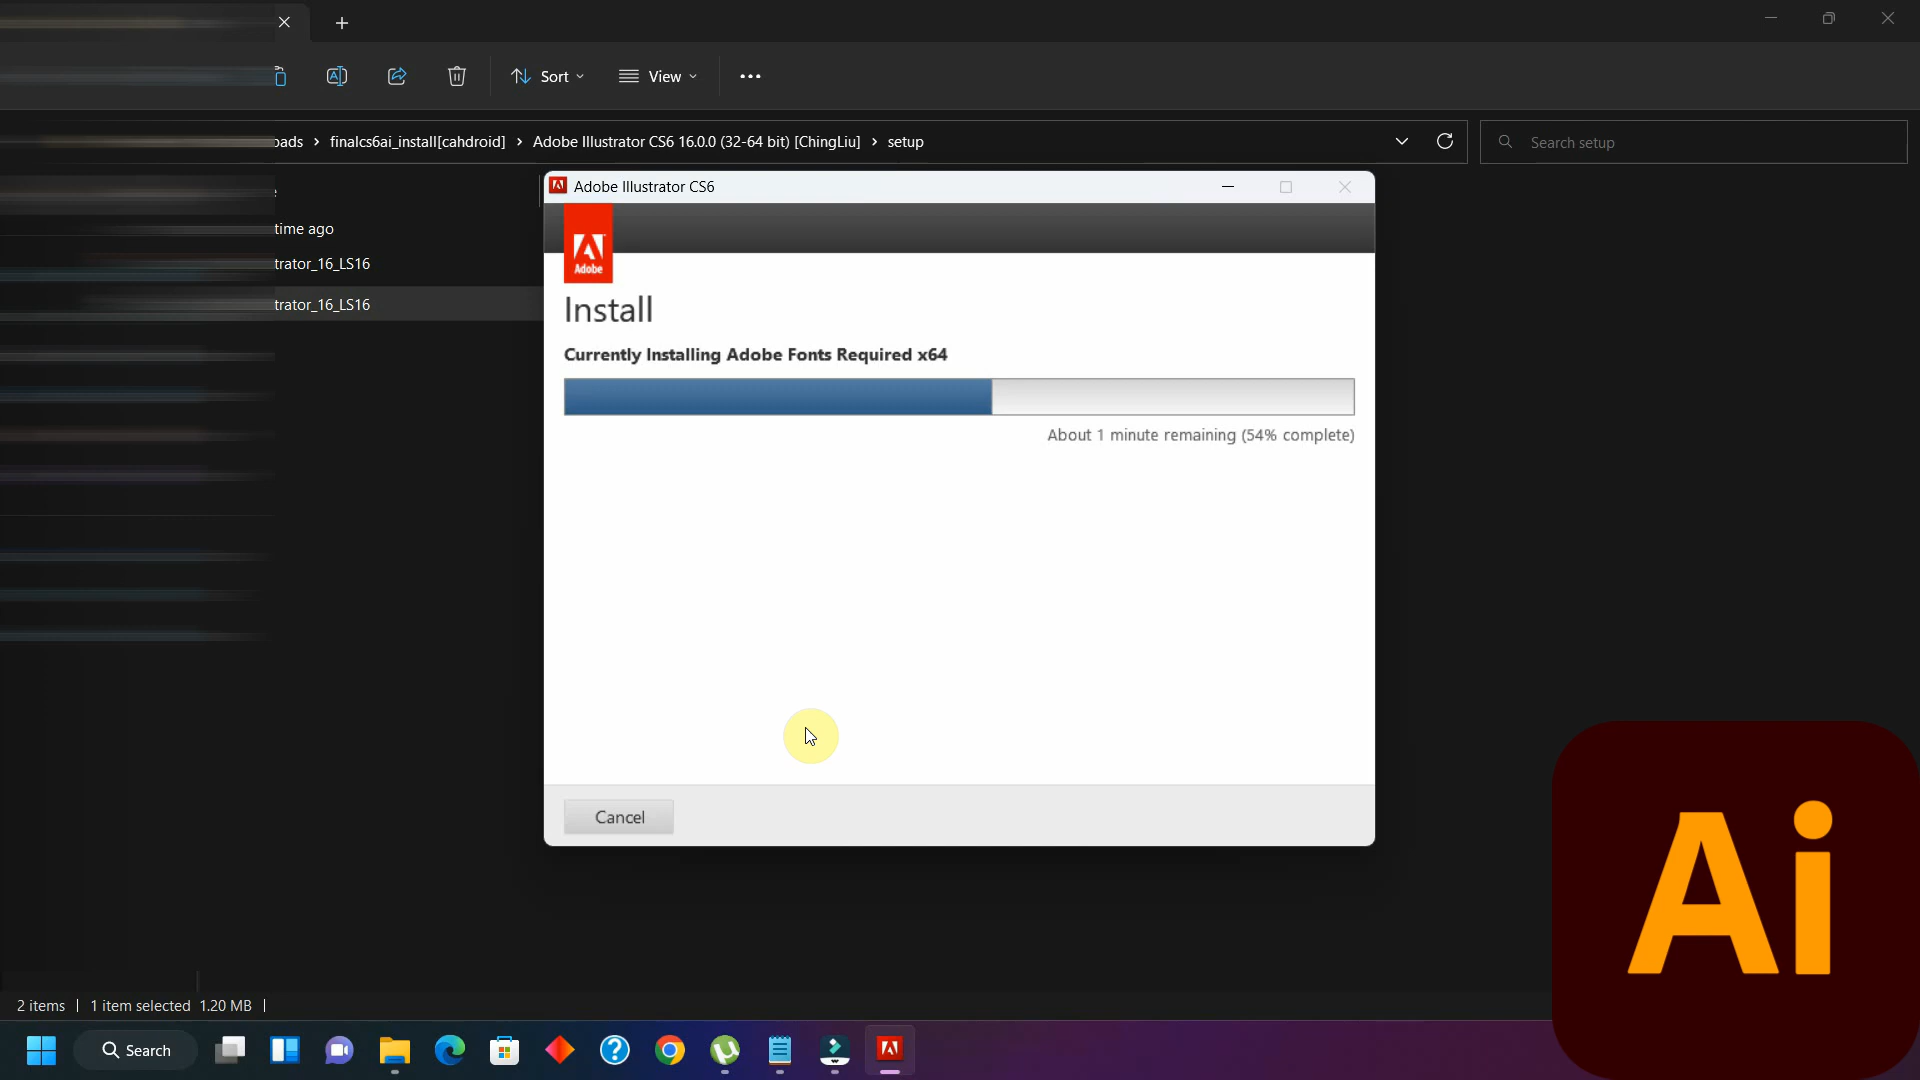 Sort
View
oads > finalcs6ai_install[cahdroid] > Adobe Illustrator CS6 16.0.0 (32-64 bit) [ChingLiu] > setup
Search setup
time ago
trator_16_LS16
trator_16_LS16
Adobe Illustrator CS6
Adobe
Install
Currently Installing Adobe Fonts Required x64
About 1 minute remaining (54% complete)
Cancel
Ai
2 items
1 item selected 1.20 MB
Search